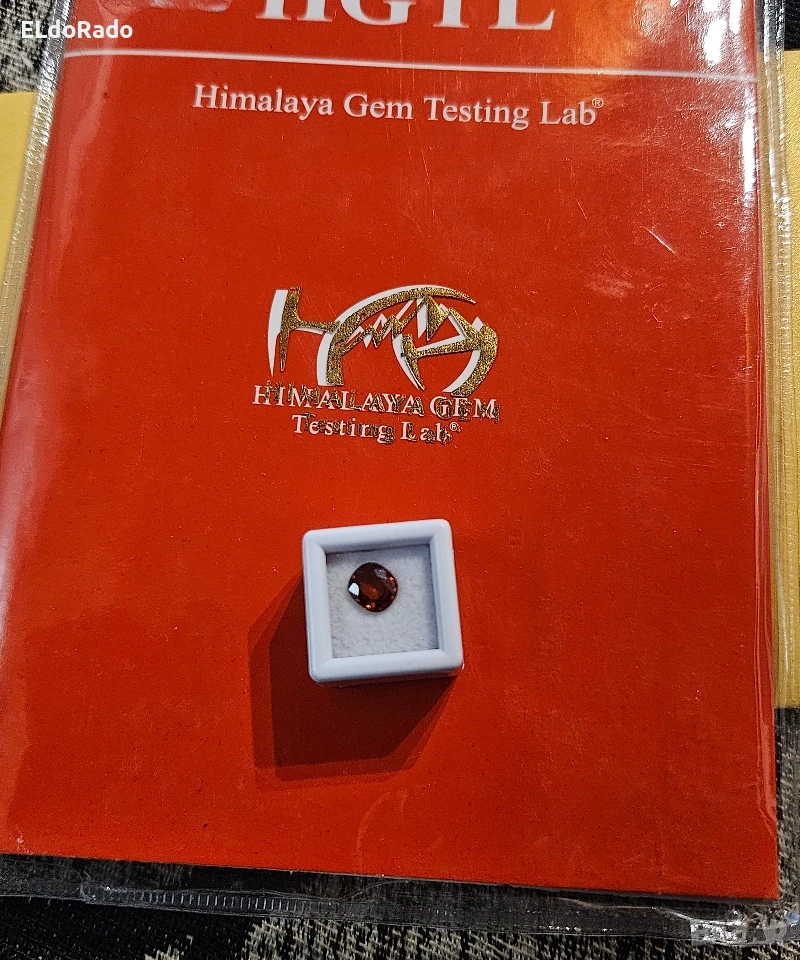 ELdoRado
HGTL
Himalaya Gem Testing Lab®
HIMALAYA GEM
Testing Lab®